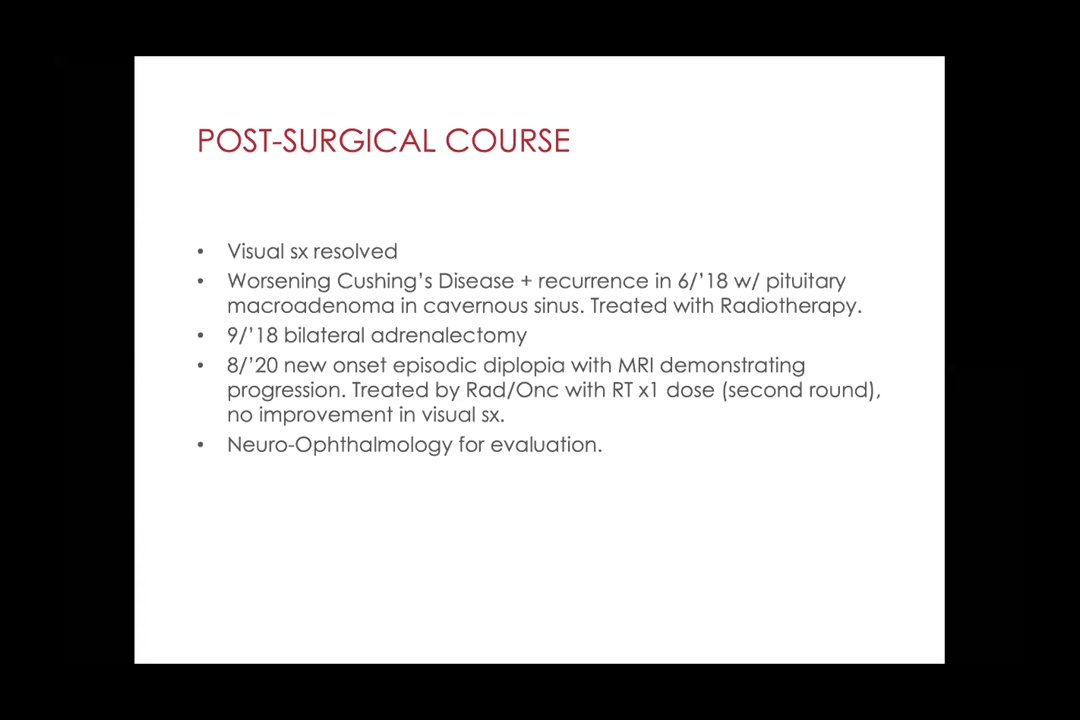 POST-SURGICAL COURSE
• Visual sx resolved
• Worsening Cushing’s Disease + recurrence in 6/’18 w/ pituitary
macroadenoma in cavernous sinus. Treated with Radiotherapy.
• 9/’18 bilateral adrenalectomy
• 8/’20 new onset episodic diplopia with MRI demonstrating
progression. Treated by Rad/Onc with RT x1 dose (second round),
no improvement in visual sx.
• Neuro-Ophthalmology for evaluation.